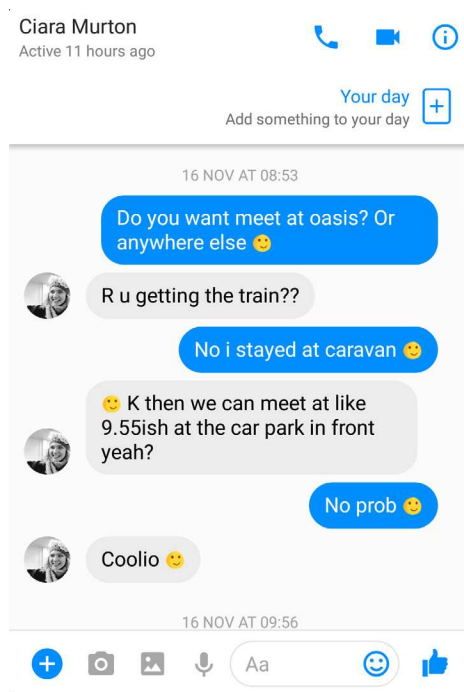 Ciara Murton
Active 11 hours ago
Your day
Add something to your day
16 NOV AT 08:53
Do you want meet at oasis? Or
anywhere else 🙂
R u getting the train??
No i stayed at caravan 🙂
🙂 K then we can meet at like
9.55ish at the car park in front
yeah?
No prob 🙂
Coolio 🙂
16 NOV AT 09:56
Aa